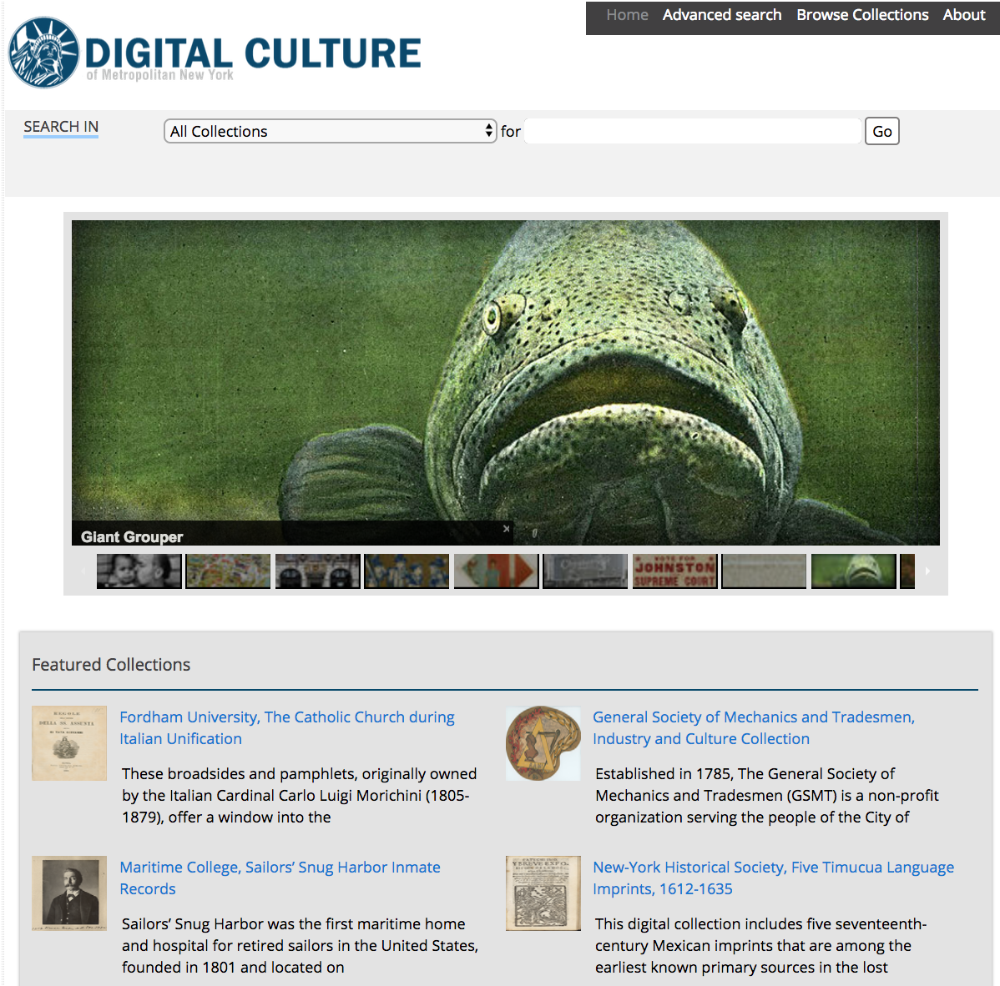 Home Advanced search Browse Collections About
DIGITAL CULTURE
of Metropolitan New York
SEARCH IN
All Collections for Go
Giant Grouper
VOTE FOR
JOHNSTON
SUPREME COURT
Featured Collections
Fordham University, The Catholic Church during
Italian Unification
These broadsides and pamphlets, originally owned
by the Italian Cardinal Carlo Luigi Morichini (1805-
1879), offer a window into the
General Society of Mechanics and Tradesmen,
Industry and Culture Collection
Established in 1785, The General Society of
Mechanics and Tradesmen (GSMT) is a non-profit
organization serving the people of the City of
Maritime College, Sailors’ Snug Harbor Inmate
Records
Sailors’ Snug Harbor was the first maritime home
and hospital for retired sailors in the United States,
founded in 1801 and located on
New-York Historical Society, Five Timucua Language
Imprints, 1612-1635
This digital collection includes five seventeenth-
century Mexican imprints that are among the
earliest known primary sources in the lost